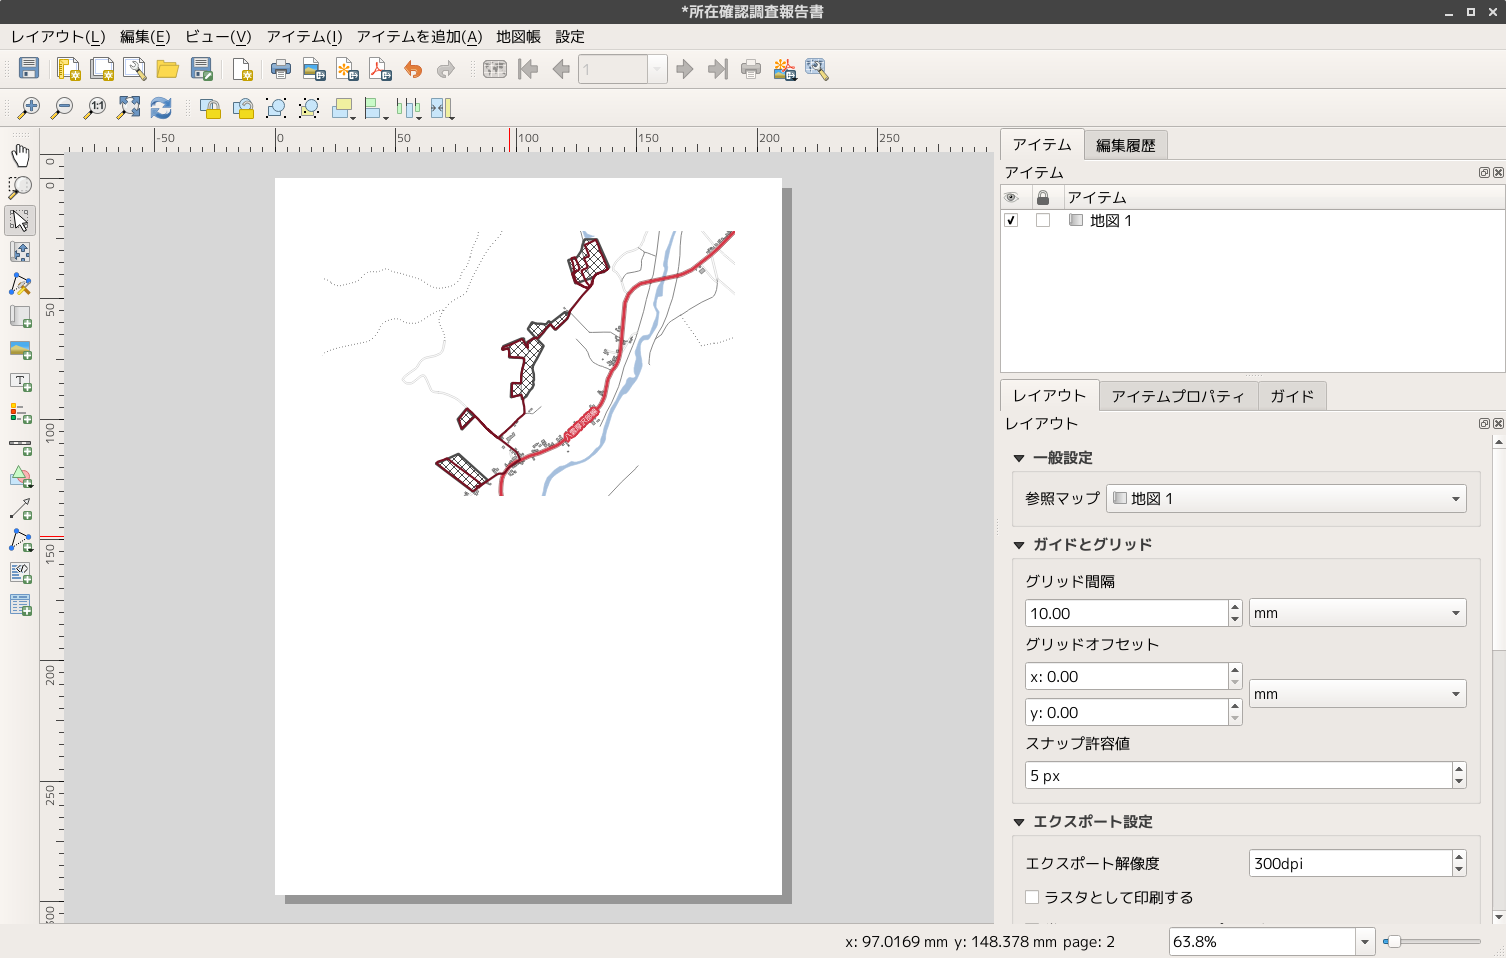 *所在確認調査報告書
レイアウト(L) 編集(E) ビュー(V) アイテム(I) アイテムを追加(A) 地図帳 設定
1
1:1
-50 0 50 100 150 200 250
0
0
50
100
150
200
250
300
アイテム 編集履歴
アイテム
アイテム
地図 1
レイアウト アイテムプロパティ ガイド
レイアウト
一般設定
参照マップ 地図 1
ガイドとグリッド
グリッド間隔
10.00 mm
グリッドオフセット
x: 0.00
mm
y: 0.00
スナップ許容値
5 px
エクスポート設定
エクスポート解像度 300dpi
ラスタとして印刷する
x: 97.0169 mm y: 148.378 mm page: 2 63.8%